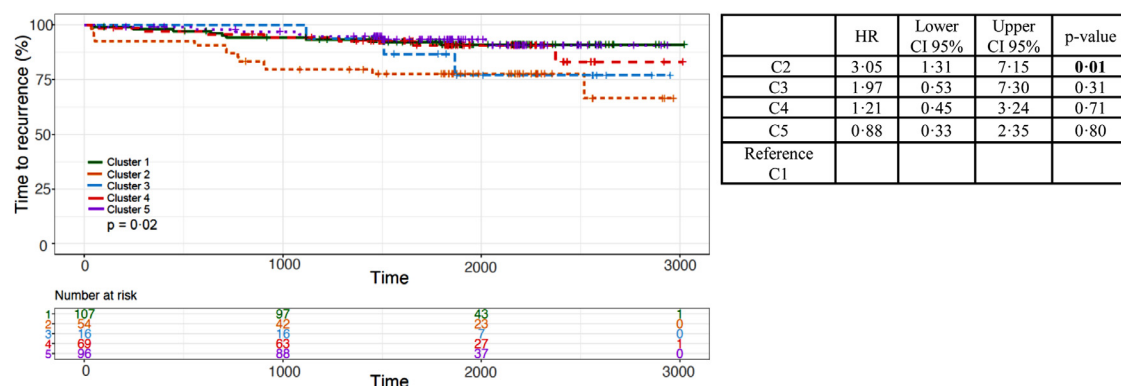 Time to recurrence (%)
100
75
50
25
0
Cluster 1
Cluster 2
Cluster 3
Cluster 4
Cluster 5
p = 0·02
0 1000 2000 3000
Time
HR Lower CI 95% Upper CI 95% p-value
C2 3·05 1·31 7·15 0·01
C3 1·97 0·53 7·30 0·31
C4 1·21 0·45 3·24 0·71
C5 0·88 0·33 2·35 0·80
Reference
C1
Number at risk
1 107 97 43 1
2 54 42 23 0
3 16 16 7 0
4 69 63 27 1
5 96 88 37 0
0 1000 2000 3000
Time